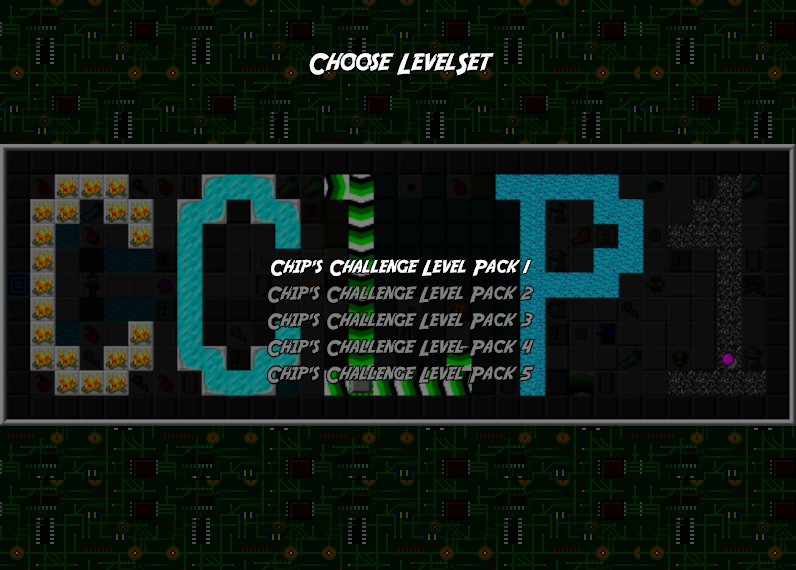 Choose LevelSet
Chip's Challenge Level Pack 1
Chip's Challenge Level Pack 2
Chip's Challenge Level Pack 3
Chip's Challenge Level Pack 4
Chip's Challenge Level Pack 5
CCLP1